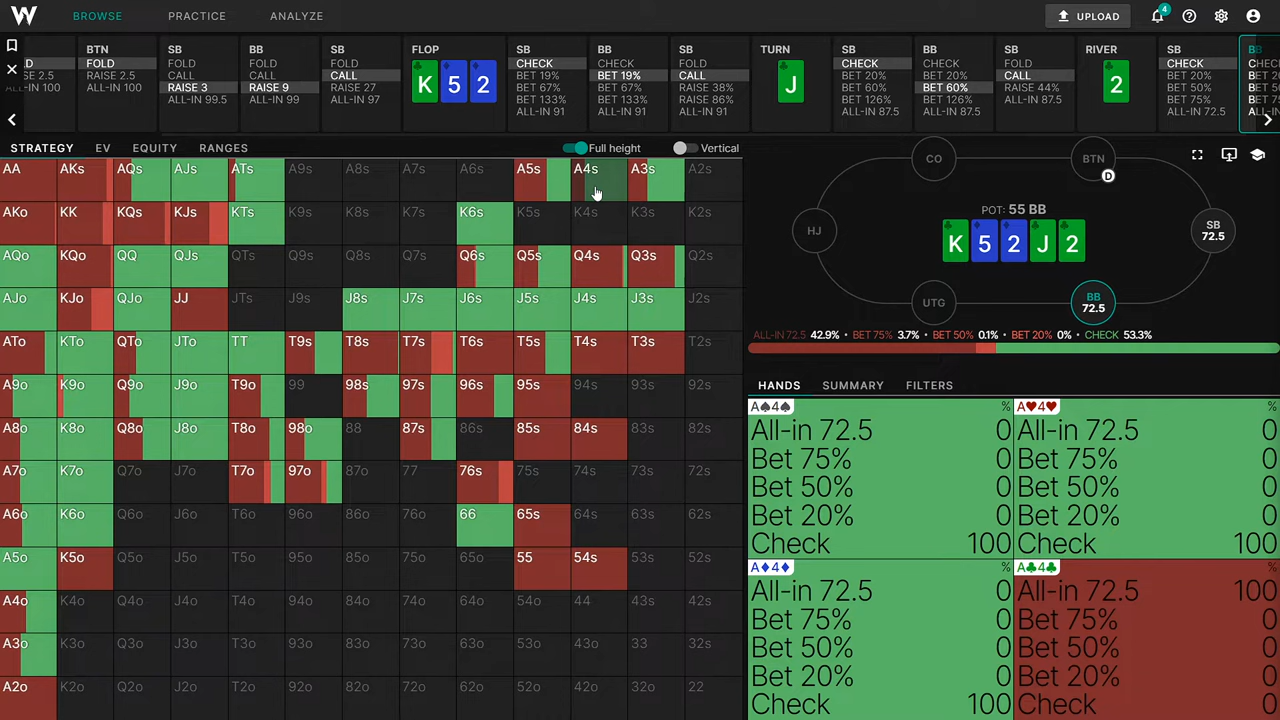 W BROWSE PRACTICE ANALYZE UPLOAD 4
BTN SB BB SB FLOP SB BB SB TURN SB BB SB RIVER SB BB
FOLD FOLD FOLD FOLD CHECK CHECK FOLD CHECK CHECK FOLD CHECK
RAISE 2.5 CALL CALL CALL K 5 2 BET 19% BET 19% CALL J BET 20% BET 20% CALL 2 BET 20%
ALL-IN 100 RAISE 3 RAISE 9 RAISE 27 BET 67% BET 67% RAISE 38% BET 60% BET 60% RAISE 44% BET 50%
ALL-IN 99.5 ALL-IN 99 ALL-IN 97 BET 133% BET 133% RAISE 86% BET 126% BET 126% ALL-IN 87.5 BET 75%
ALL-IN 91 ALL-IN 91 ALL-IN 91 ALL-IN 87.5 ALL-IN 87.5 ALL-IN 72.5
STRATEGY EV EQUITY RANGES Full height Vertical
AA AKs AQs AJs ATs A9s A8s A7s A6s A5s A4s A3s A2s
AKo KK KQs KJs KTs K9s K8s K7s K6s K5s K4s K3s K2s
AQo KQo QQ QJs QTs Q9s Q8s Q7s Q6s Q5s Q4s Q3s Q2s
AJo KJo QJo JJ JTs J9s J8s J7s J6s J5s J4s J3s J2s
ATo KTo QTo JTo TT T9s T8s T7s T6s T5s T4s T3s T2s
A9o K9o Q9o J9o T9o 99 98s 97s 96s 95s 94s 93s 92s
A8o K8o Q8o J8o T8o 98o 88 87s 86s 85s 84s 83s 82s
A7o K7o Q7o J7o T7o 97o 87o 77 76s 75s 74s 73s 72s
A6o K6o Q6o J6o T6o 96o 86o 76o 66 65s 64s 63s 62s
A5o K5o Q5o J5o T5o 95o 85o 75o 65o 55 54s 53s 52s
A4o K4o Q4o J4o T4o 94o 84o 74o 64o 54o 44 43s 42s
A3o K3o Q3o J3o T3o 93o 83o 73o 63o 53o 43o 33 32s
A2o K2o Q2o J2o T2o 92o 82o 72o 62o 52o 42o 32o 22
CO BTN
D
POT: 55 BB
HJ K 5 2 J 2 SB
72.5
UTG BB
72.5
ALL-IN 72.5 42.9% • BET 75% 3.7% • BET 50% 0.1% • BET 20% 0% • CHECK 53.3%
HANDS SUMMARY FILTERS
A♠4♠ % A♥4♥ %
All-in 72.5 0 All-in 72.5 0
Bet 75% 0 Bet 75% 0
Bet 50% 0 Bet 50% 0
Bet 20% 0 Bet 20% 0
Check 100 Check 100
A♦4♦ % A♣4♣ %
All-in 72.5 0 All-in 72.5 100
Bet 75% 0 Bet 75% 0
Bet 50% 0 Bet 50% 0
Bet 20% 0 Bet 20% 0
Check 100 Check 0